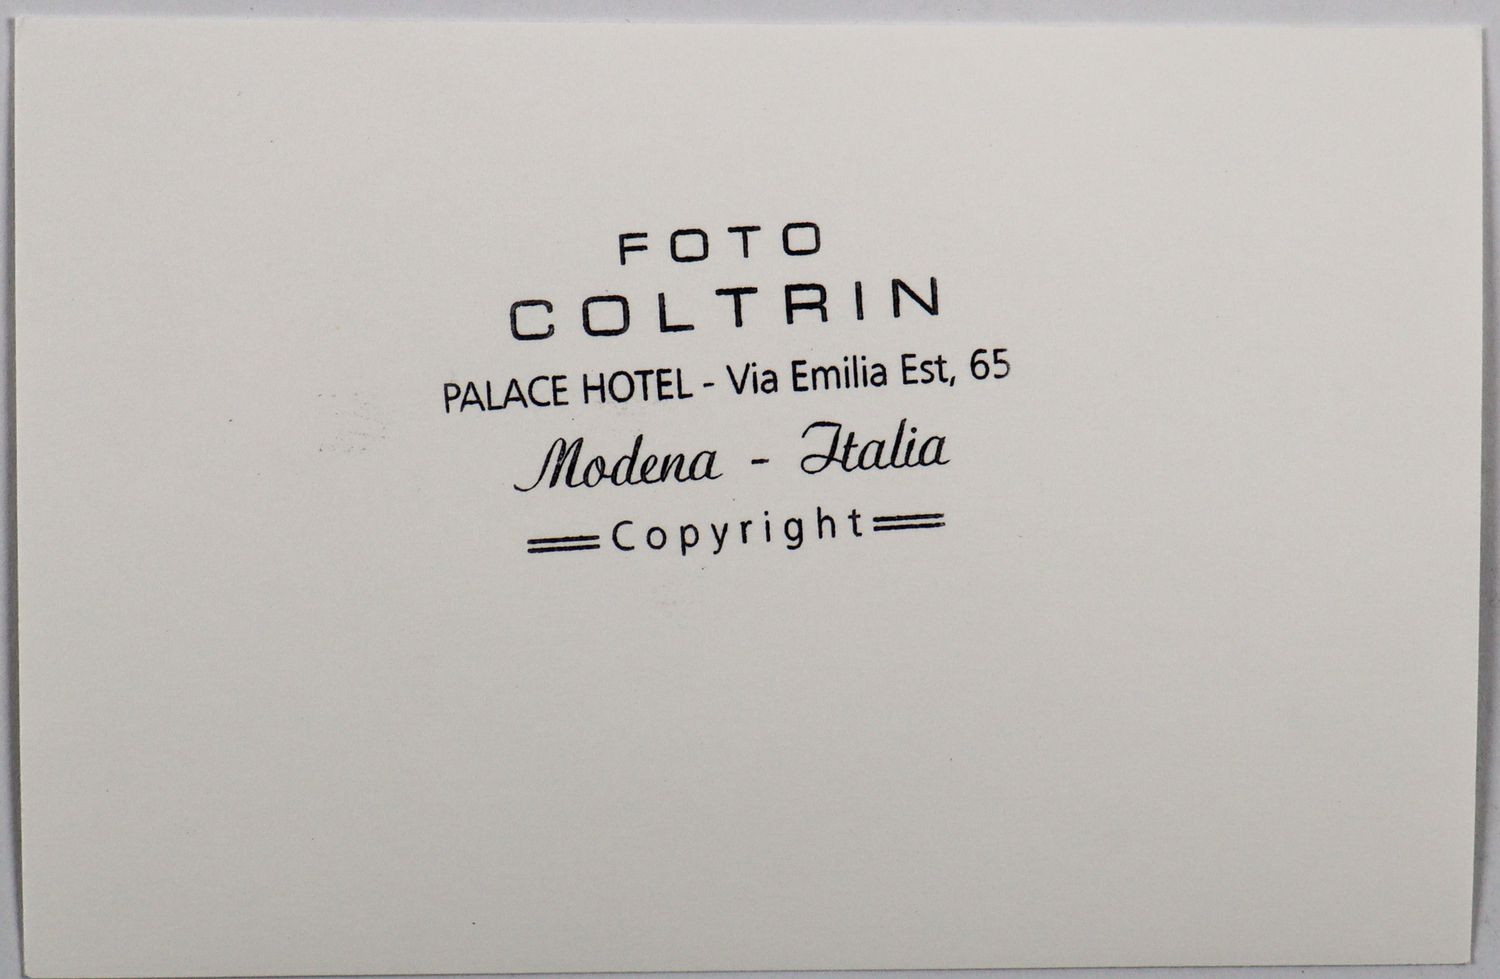 FOTO
COLTRIN
PALACE HOTEL - Via Emilia Est, 65
Modena - Italia
Copyright